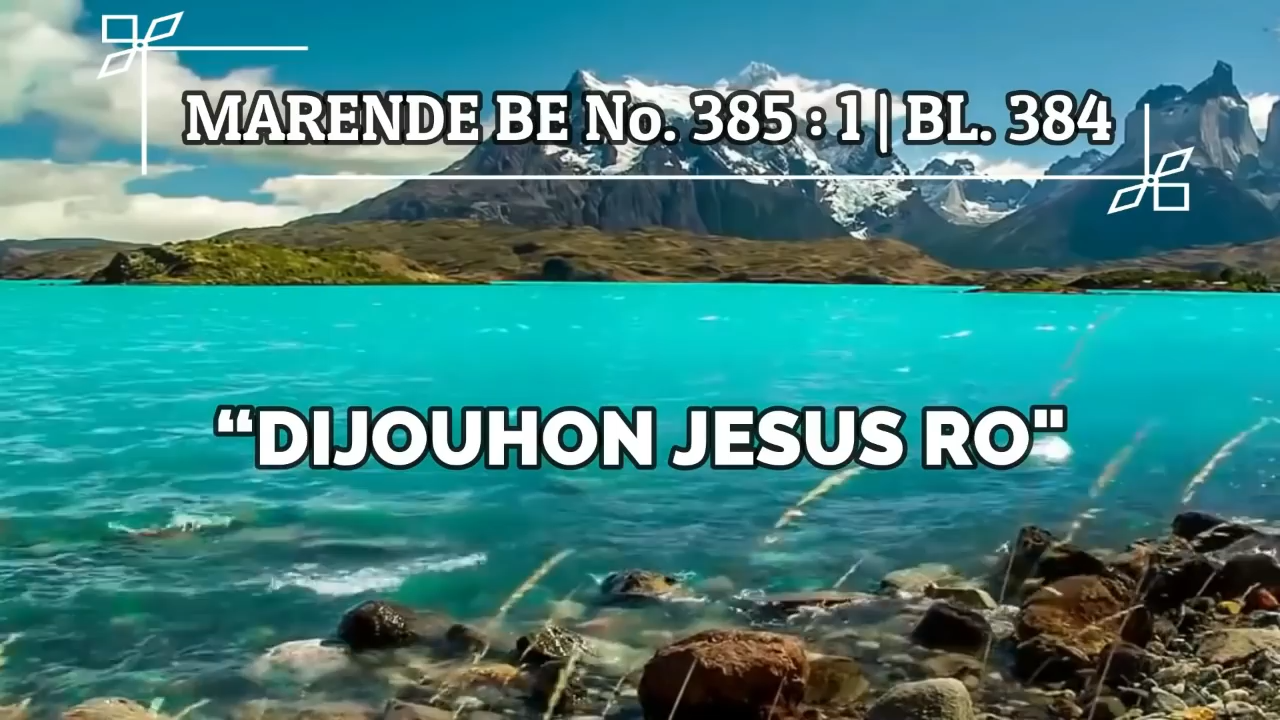 MARENDE BE No. 385 : 1 | BL. 384
“DIJOUHON JESUS RO"